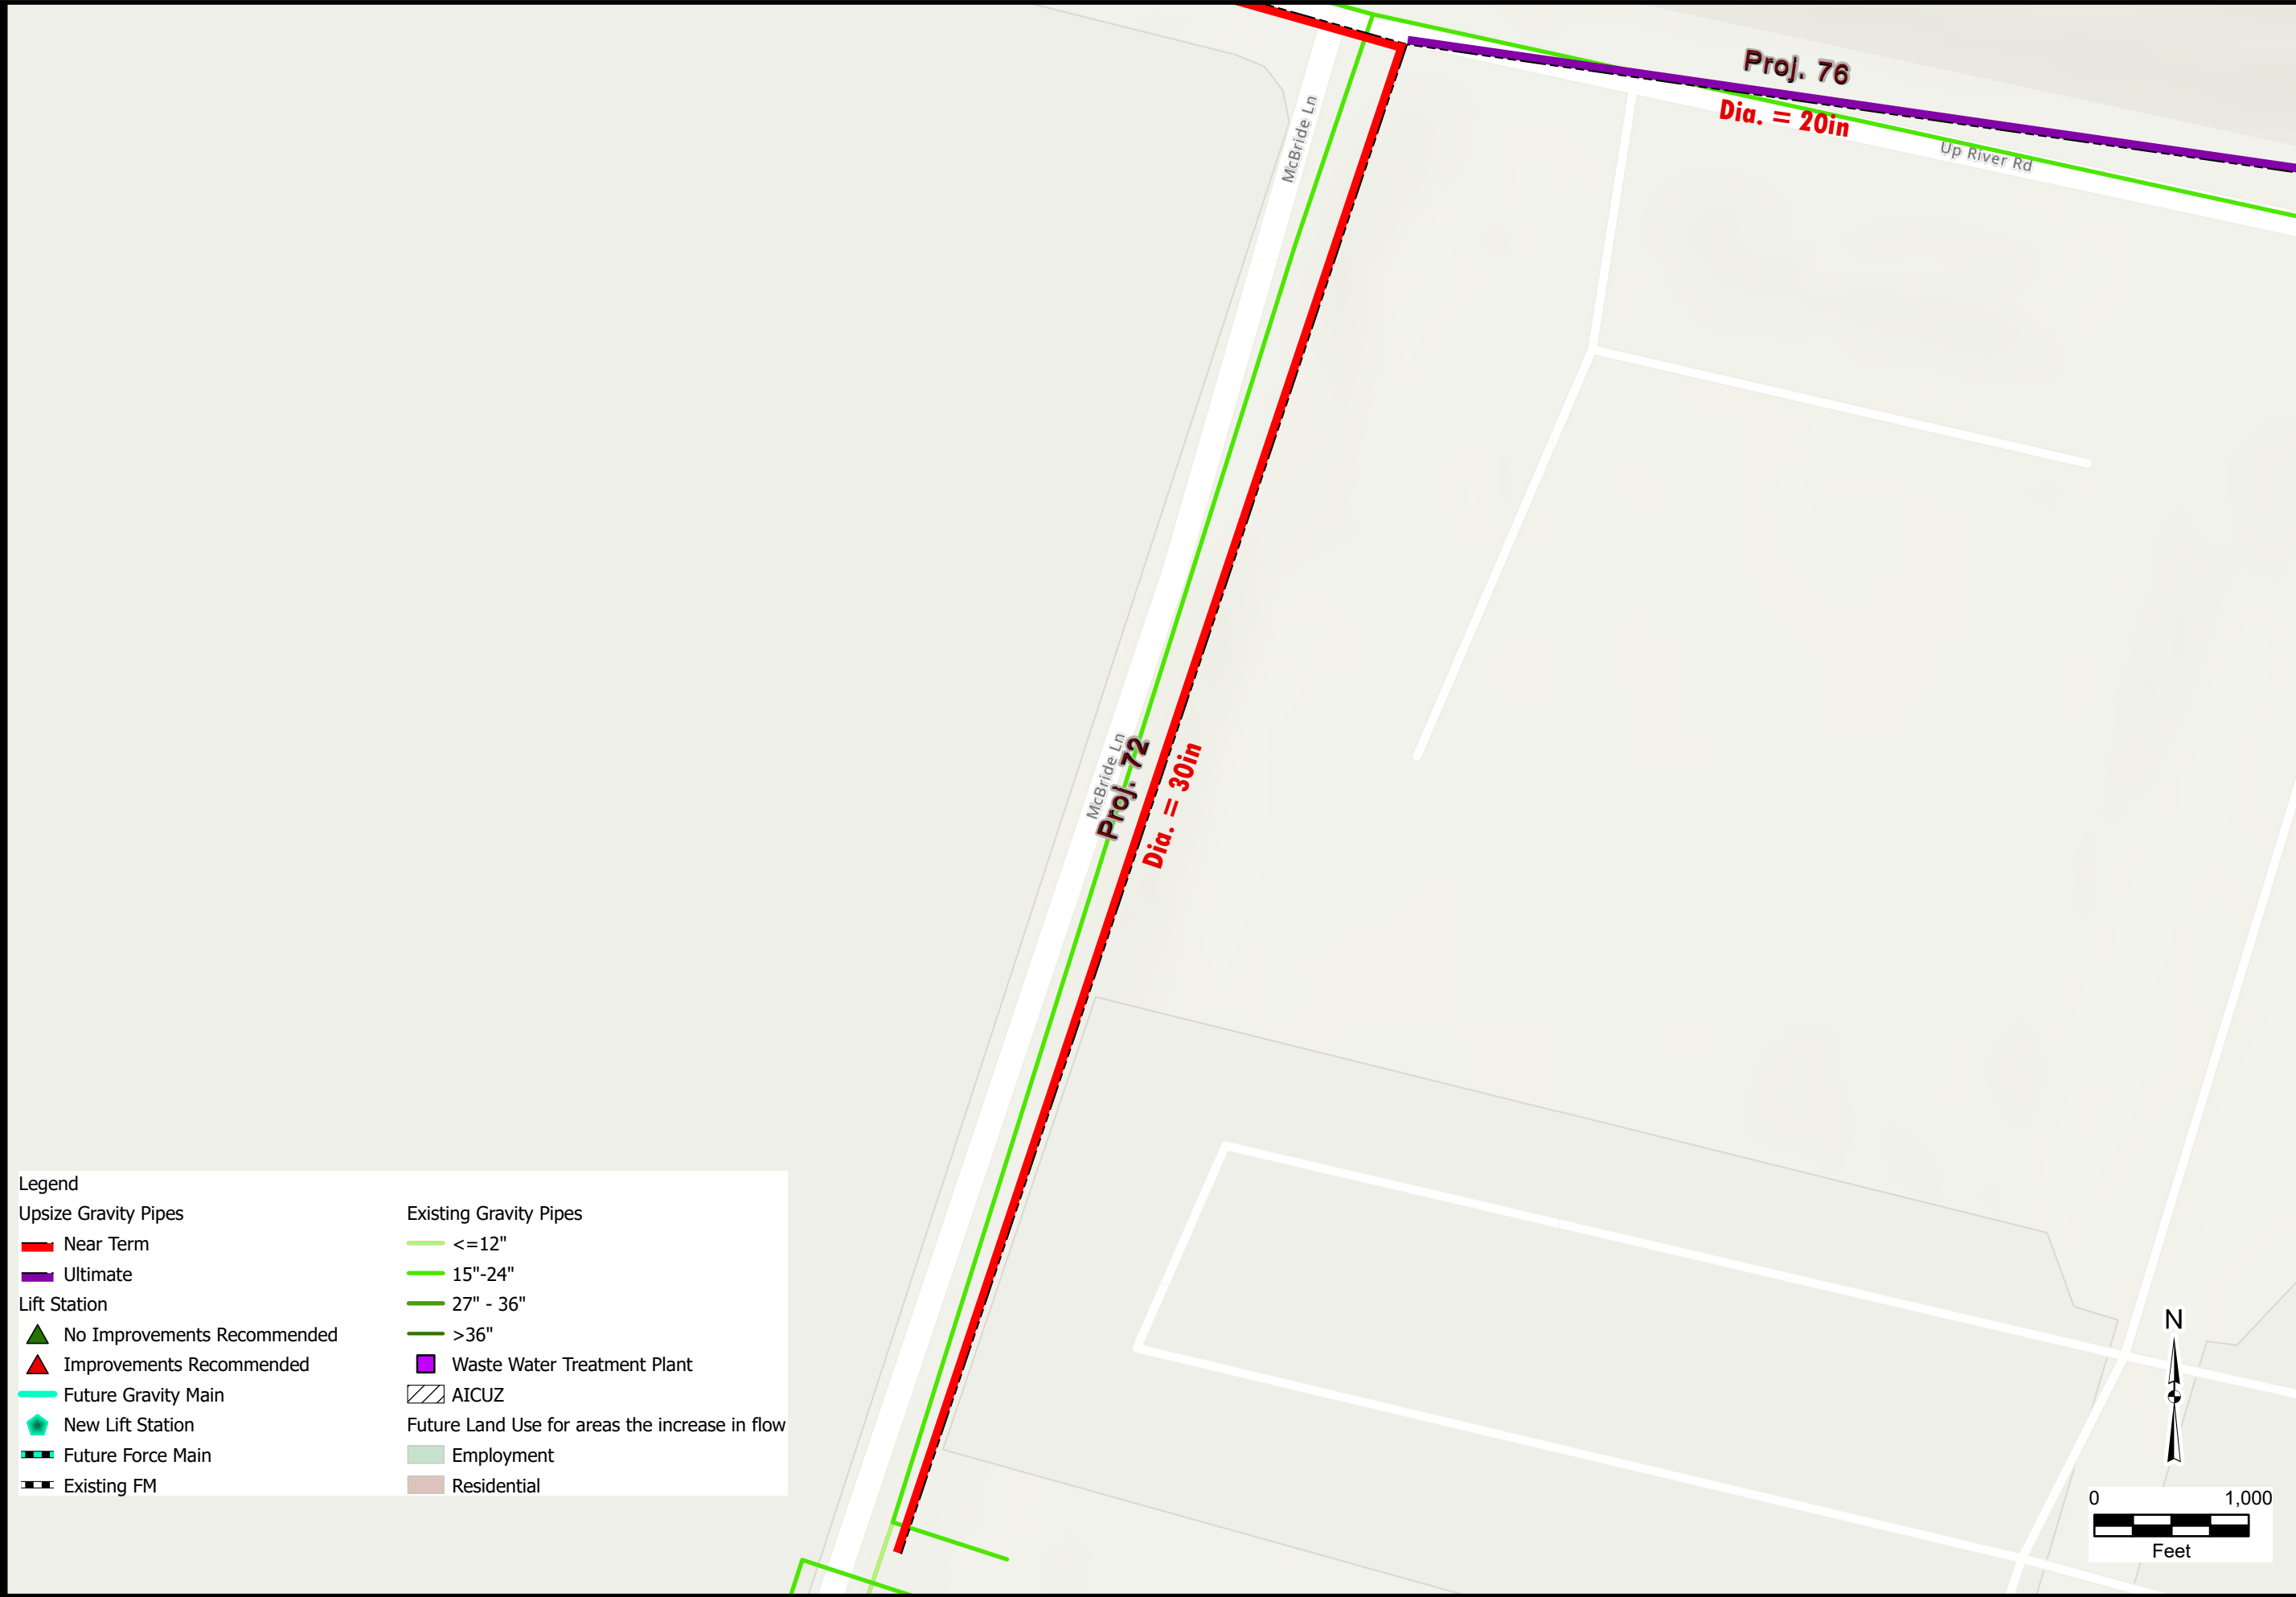 Proj. 76
Dia. = 20in
Up River Rd
McBride Ln
McBride Ln
Proj. 72
Dia. = 30in
Legend
Upsize Gravity Pipes
Near Term
Ultimate
Lift Station
No Improvements Recommended
Improvements Recommended
Future Gravity Main
New Lift Station
Future Force Main
Existing FM
Existing Gravity Pipes
<=12"
15"-24"
27" - 36"
>36"
Waste Water Treatment Plant
AICUZ
Future Land Use for areas the increase in flow
Employment
Residential
N
0 1,000
Feet